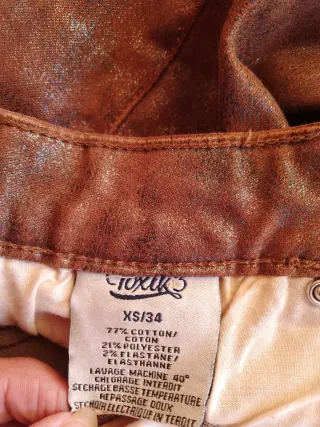 Toxik3
XS/34
77% COTTON/
COTON
21% POLYESTER
2% ELASTANE/
ELASTHANNE
LAVAGE MACHINE 40°
CHLORAGE INTERDIT
SECHAGE BASSE TEMPERATURE
REPASSAGE DOUX
SECHOIR ELECTRIQUE INTERDIT